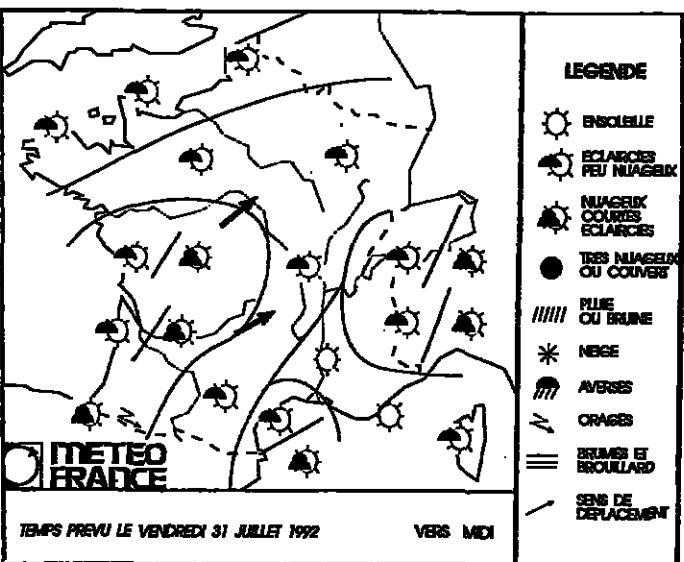 LEGENDE
ENSOLEILLE
ECLAIRCIES
PEU NUAGEUX
NUAGEUX
COURTES
ECLAIRCIES
TRES NUAGEUX
OU COUVERT
PLUIE
OU BRUINE
NEIGE
AVERSES
ORAGES
BRUMES ET
BROUILLARD
SENS DE
DEPLACEMENT
METEO
FRANCE
TEMPS PREVU LE VENDREDI 31 JUILLET 1992 VERS MIDI